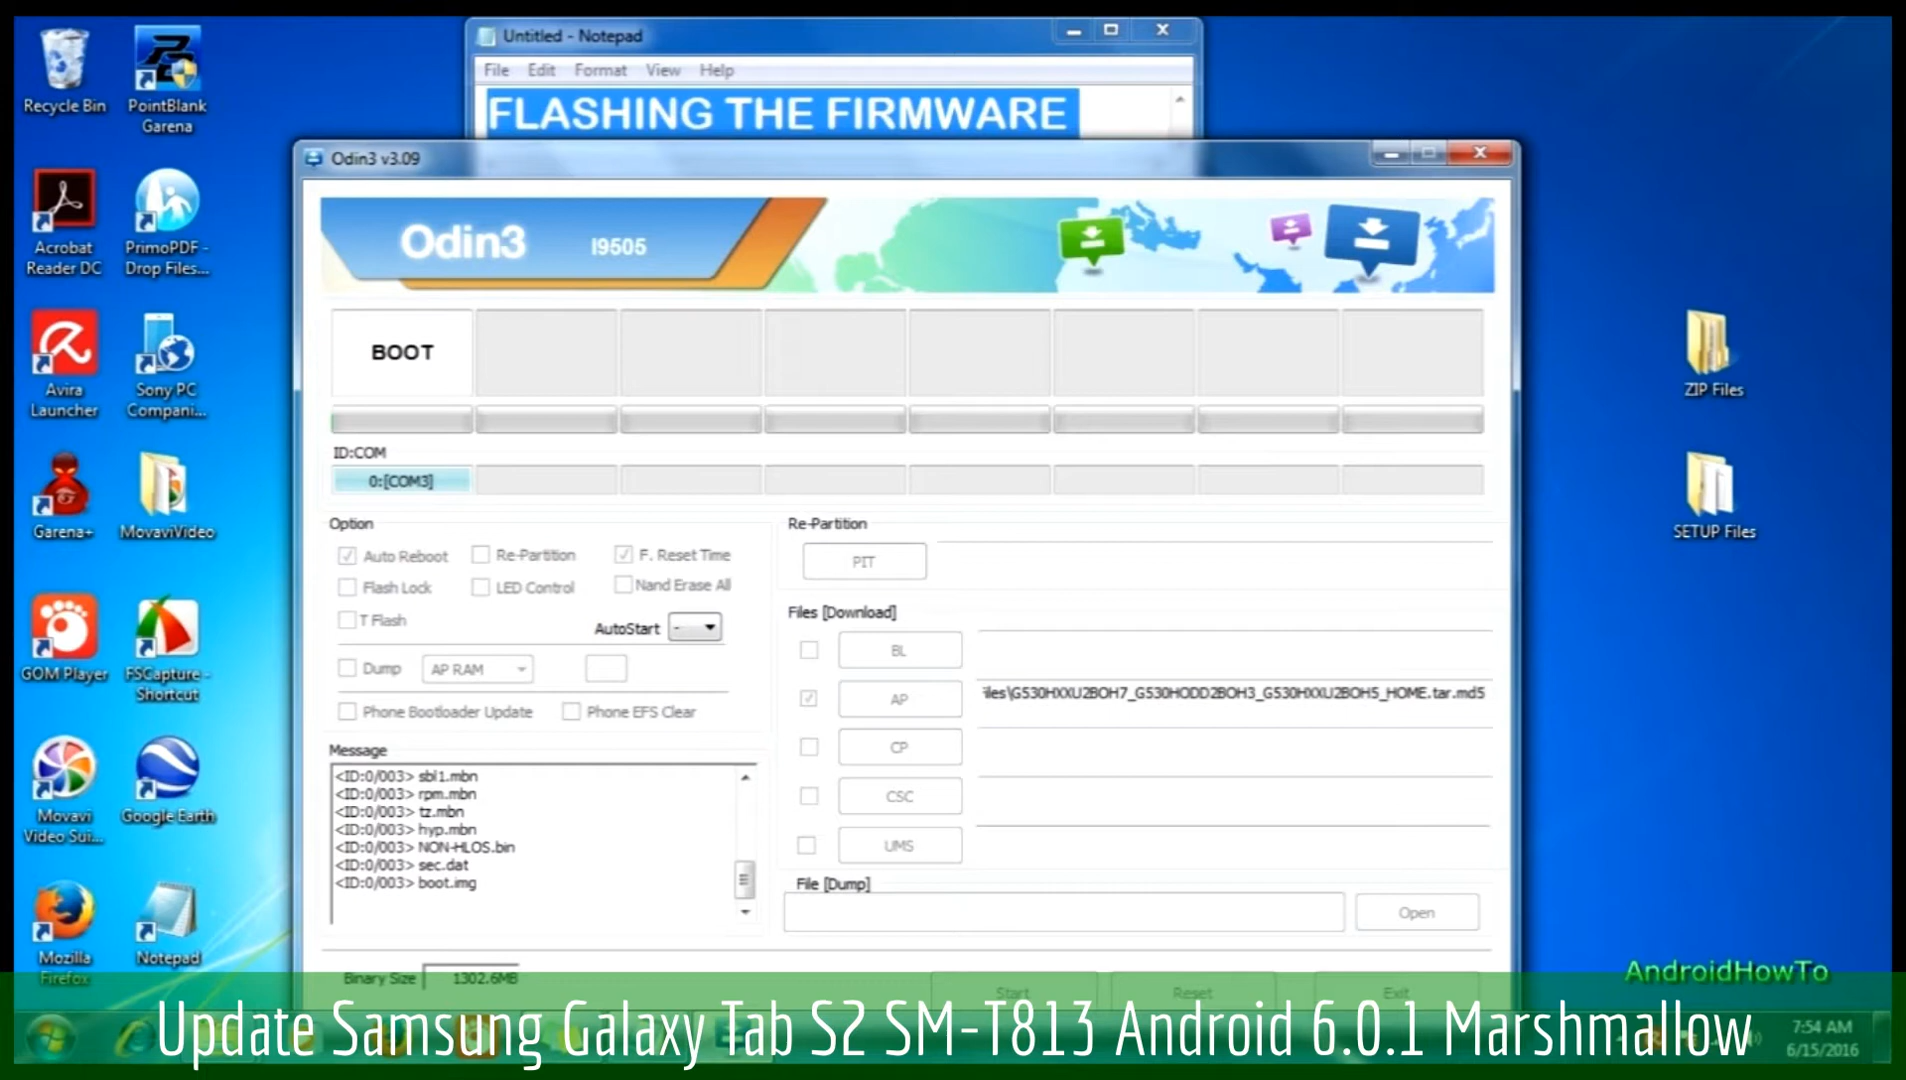 Untitled - Notepad
File Edit Format View Help
FLASHING THE FIRMWARE
Recycle Bin
PointBlank
Garena
Acrobat
Reader DC
PrimoPDF -
Drop Files...
Avira
Launcher
Sony PC
Compani...
Garena+
MovaviVideo
GOM Player
FSCapture -
Shortcut
Movavi
Video Sui...
Google Earth
Mozilla
Firefox
Notepad
Odin3 v3.09
Odin3 I9505
BOOT
ID:COM
0:[COM3]
Option
Auto Reboot Re-Partition F. Reset Time
Flash Lock LED Control Nand Erase All
T Flash
AutoStart -
Dump AP RAM
Phone Bootloader Update Phone EFS Clear
Message
<ID:0/003> sbl1.mbn
<ID:0/003> rpm.mbn
<ID:0/003> tz.mbn
<ID:0/003> hyp.mbn
<ID:0/003> NON-HLOS.bin
<ID:0/003> sec.dat
<ID:0/003> boot.img
Re-Partition
PIT
Files [Download]
BL
AP iles\G530HXXU2BOH7_G530HODD2BOH3_G530HXXU2BOH5_HOME.tar.md5
CP
CSC
UMS
File [Dump]
Open
Binary Size 1302.6MB
Start Reset Exit
ZIP Files
SETUP Files
AndroidHowTo
Update Samsung Galaxy Tab S2 SM-T813 Android 6.0.1 Marshmallow
7:54 AM
6/15/2016